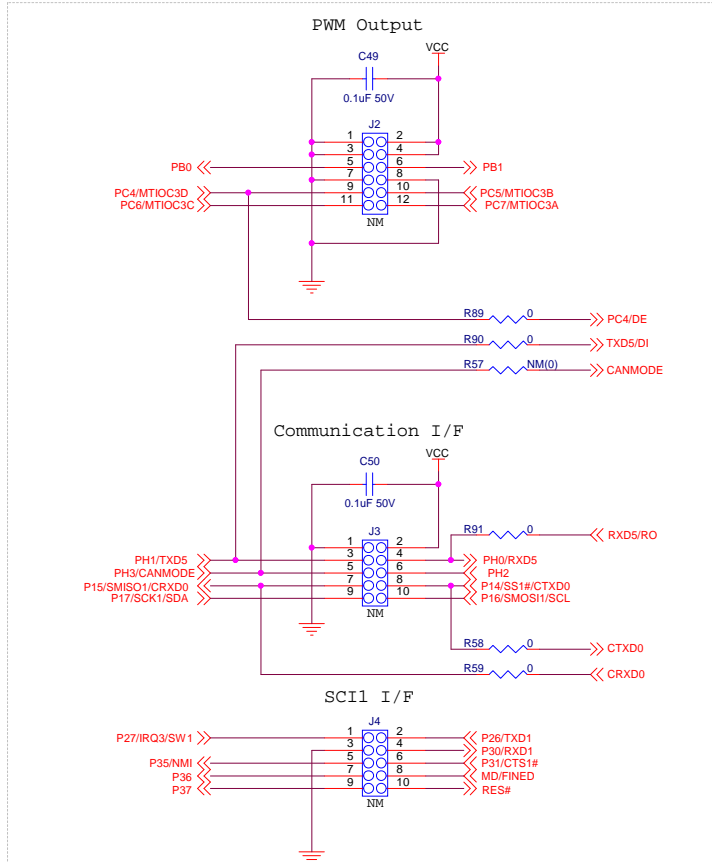 PWM Output
VCC
C49
0.1uF 50V
J2
1 2
3 4
PB0 5 6 PB1
7 8
PC4/MTIOC3D 9 10 PC5/MTIOC3B
PC6/MTIOC3C 11 12 PC7/MTIOC3A
NM
R89 0 PC4/DE
R90 0 TXD5/DI
R57 NM(0) CANMODE
Communication I/F
VCC
C50
0.1uF 50V
J3
R91 0 RXD5/RO
1 2
PH1/TXD5 3 4 PH0/RXD5
PH3/CANMODE 5 6 PH2
P15/SMISO1/CRXD0 7 8 P14/SS1#/CTXD0
P17/SCK1/SDA 9 10 P16/SMOSI1/SCL
NM
R58 0 CTXD0
R59 0 CRXD0
SCI1 I/F
J4
P27/IRQ3/SW1 1 2 P26/TXD1
3 4 P30/RXD1
P35/NMI 5 6 P31/CTS1#
P36 7 8 MD/FINED
P37 9 10 RES#
NM